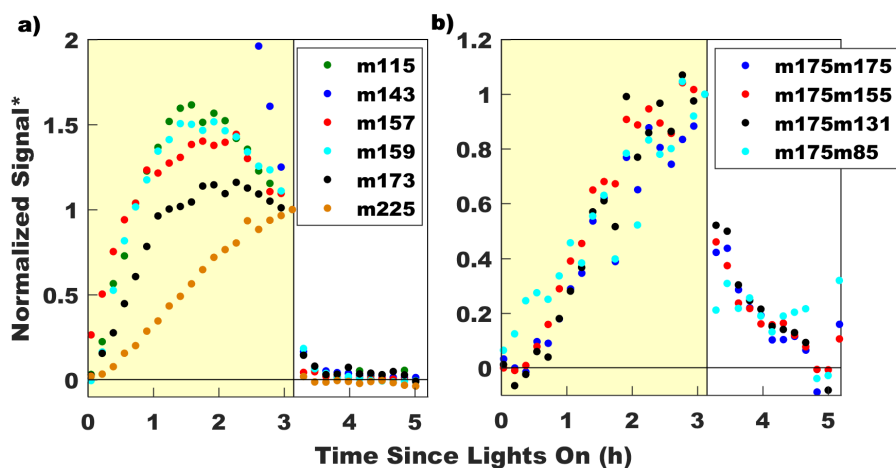 a)
b)
Normalized Signal*
2
1.5
1
0.5
0
0 1 2 3 4 5
m115
m143
m157
m159
m173
m225
1.2
1
0.8
0.6
0.4
0.2
0
0 1 2 3 4 5
m175m175
m175m155
m175m131
m175m85
Time Since Lights On (h)